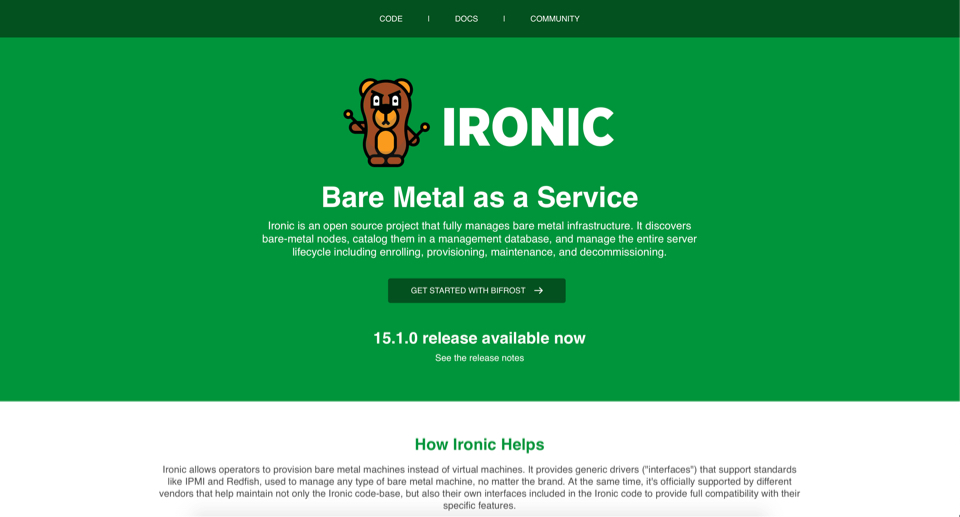 CODE | DOCS | COMMUNITY
IRONIC
Bare Metal as a Service
Ironic is an open source project that fully manages bare metal infrastructure. It discovers
bare-metal nodes, catalog them in a management database, and manage the entire server
lifecycle including enrolling, provisioning, maintenance, and decommissioning.
GET STARTED WITH BIFROST →
15.1.0 release available now
See the release notes
How Ironic Helps
Ironic allows operators to provision bare metal machines instead of virtual machines. It provides generic drivers ("interfaces") that support standards
like IPMI and Redfish, used to manage any type of bare metal machine, no matter the brand. At the same time, it's officially supported by different
vendors that help maintain not only the Ironic code-base, but also their own interfaces included in the Ironic code to provide full compatibility with their
specific features.